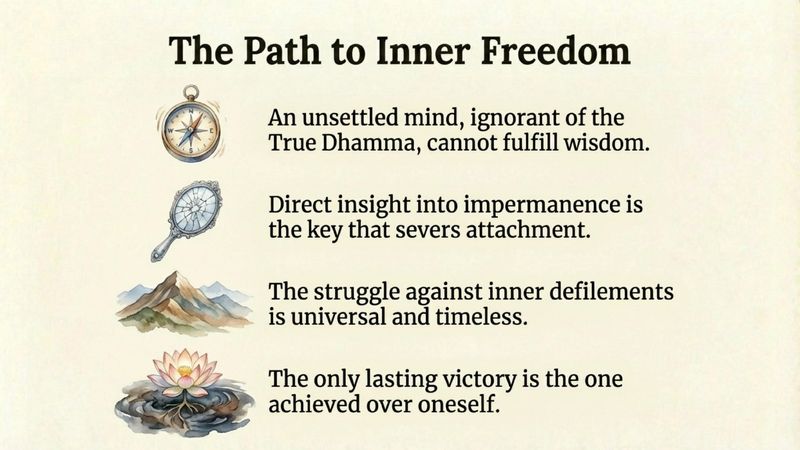 The Path to Inner Freedom
An unsettled mind, ignorant of the
True Dhamma, cannot fulfill wisdom.
Direct insight into impermanence is
the key that severs attachment.
The struggle against inner defilements
is universal and timeless.
The only lasting victory is the one
achieved over oneself.
N
E
S
W